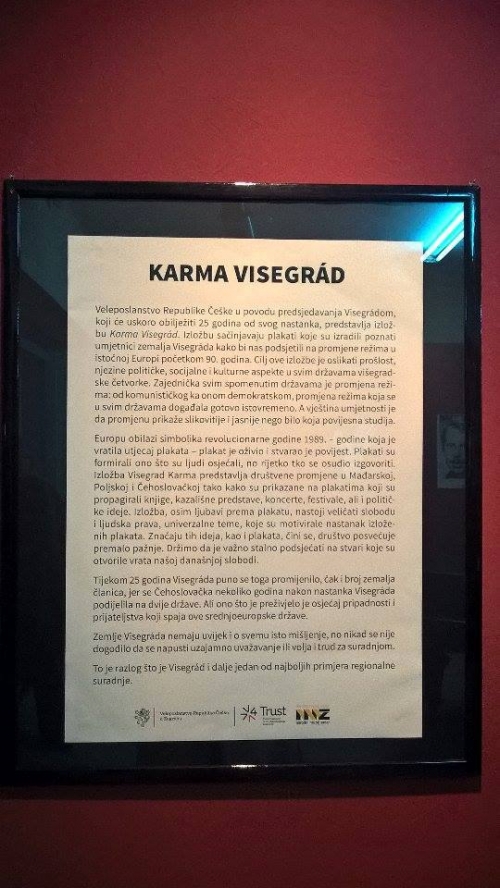 KARMA VISEGRÁD
Veleposlanstvo Republike Češke u povodu predsjedavanja Visegrádom,
koji će uskoro obilježiti 25 godina od svog nastanka, predstavlja izlož-
bu Karma Visegrád. Izložbu sačinjavaju plakati koje su izradili poznati
umjetnici zemalja Visegráda kako bi nas podsjetili na promjene režima u
istočnoj Europi početkom 90. godina. Cilj ove izložbe je oslikati prošlost,
njezine političke, socijalne i kulturne aspekte u svim državama višegrad-
ske četvorke. Zajednička svim spomenutim državama je promjena reži-
ma: od komunističkog ka onom demokratskom, promjena režima koja se
u svim državama događala gotovo istovremeno. A vještina umjetnosti je
da promjenu prikaže slikovitije i jasnije nego bilo koja povijesna studija.
Europu obilazi simbolika revolucionarne godine 1989. – godine koja je
vratila utjecaj plakata – plakat je oživio i stvarao je povijest. Plakati su
formirali ono što su ljudi osjećali, no rijetko tko se osudio izgovoriti.
Izložba Visegrad Karma predstavlja društvene promjene u Mađarskoj,
Poljskoj i Čehoslovačkoj tako kako su prikazane na plakatima koji su
propagirali knjige, kazališne predstave, koncerte, festivale, ali i politič-
ke ideje. Izložba, osim ljubavi prema plakatu, nastoji veličati slobodu
i ljudska prava, univerzalne teme, koje su motivirale nastanak izlože-
nih plakata. Značaju tih ideja, kao i plakata, čini se, društvo posvećuje
premalo pažnje. Držimo da je važno stalno podsjećati na stvari koje su
otvorile vrata našoj današnjoj slobodi.
Tijekom 25 godina Visegráda puno se toga promijenilo, čak i broj zemalja
članica, jer se Čehoslovačka nekoliko godina nakon nastanka Visegráda
podijelila na dvije države. Ali ono što je preživjelo je osjećaj pripadnosti i
prijateljstva koji spaja ove srednjoeuropske države.
Zemlje Visegráda nemaju uvijek i o svemu isto mišljenje, no nikad se nije
dogodilo da se napusti uzajamno uvažavanje ili volja i trud za suradnjom.
To je razlog što je Visegrád i dalje jedan od najboljih primjera regionalne
suradnje.
Veleposlanstvo Republike Češke
u Zagrebu
Trust